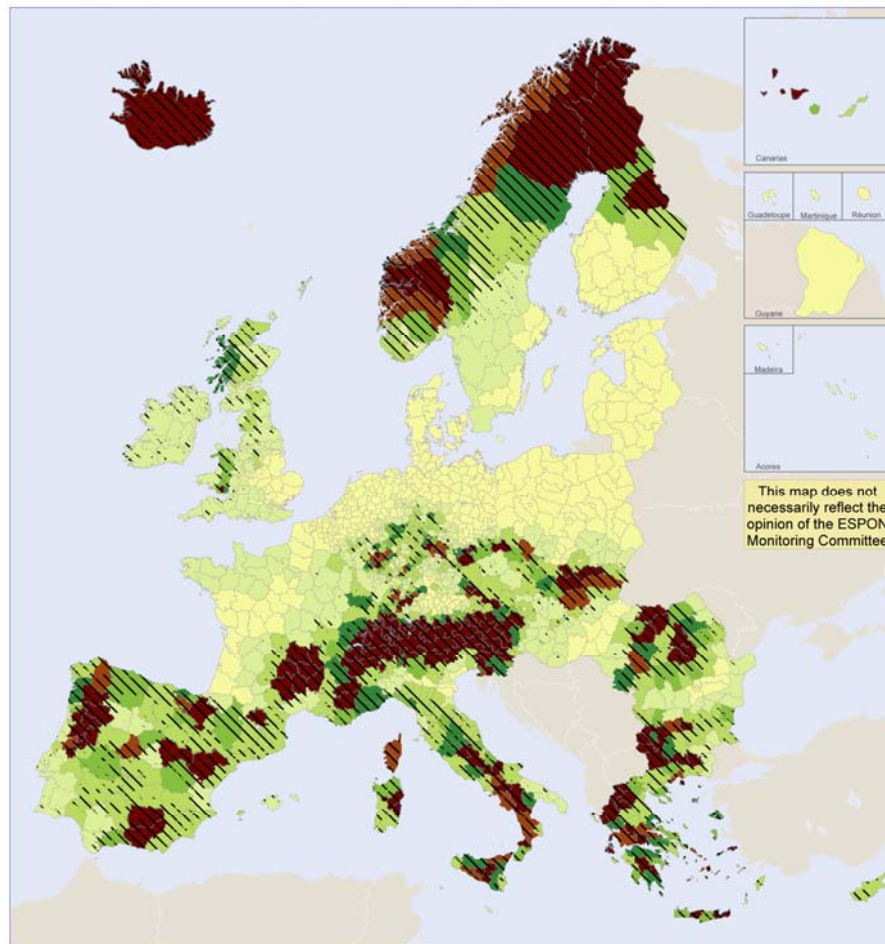 Canarias
Guadeloupe
Martinique
Réunion
Guyane
Madeira
Acores
This map does not
necessarily reflect the
opinion of the ESPON
Monitoring Committee